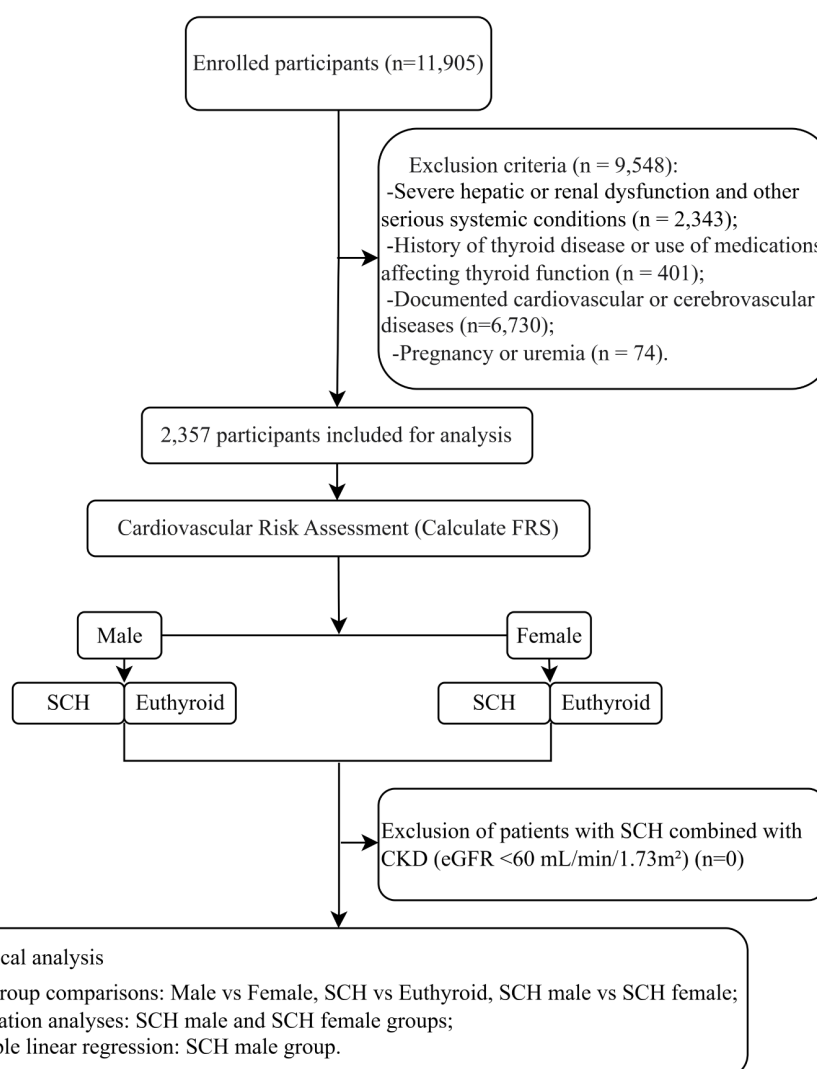 Enrolled participants (n=11,905)
Exclusion criteria (n = 9,548):
-Severe hepatic or renal dysfunction and other
serious systemic conditions (n = 2,343);
-History of thyroid disease or use of medications
affecting thyroid function (n = 401);
-Documented cardiovascular or cerebrovascular
diseases (n=6,730);
-Pregnancy or uremia (n = 74).
2,357 participants included for analysis
Cardiovascular Risk Assessment (Calculate FRS)
Male
Female
SCH
Euthyroid
SCH
Euthyroid
Exclusion of patients with SCH combined with
CKD (eGFR <60 mL/min/1.73m²) (n=0)
cal analysis
roup comparisons: Male vs Female, SCH vs Euthyroid, SCH male vs SCH female;
ation analyses: SCH male and SCH female groups;
ple linear regression: SCH male group.